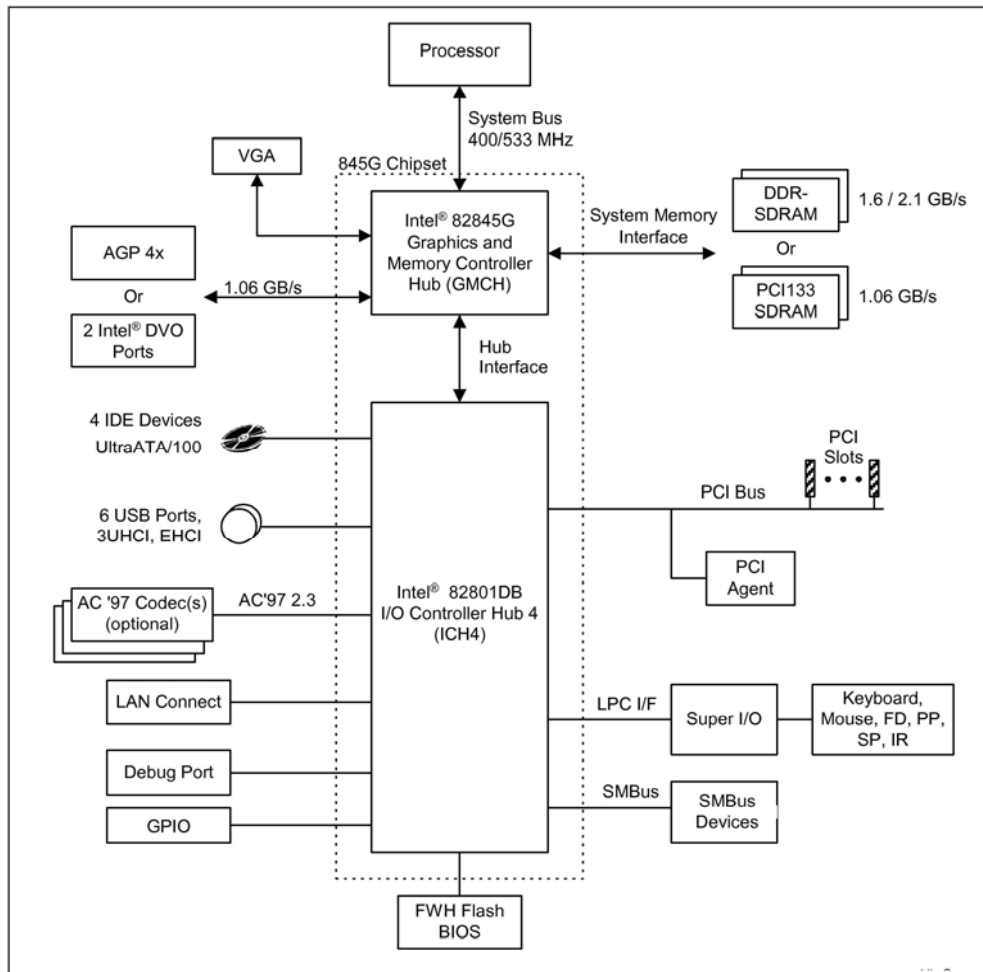 Processor
System Bus
400/533 MHz
VGA
845G Chipset
Intel® 82845G
Graphics and
Memory Controller
Hub (GMCH)
System Memory
Interface
DDR-
SDRAM
1.6 / 2.1 GB/s
Or
PCI133
SDRAM
1.06 GB/s
AGP 4x
Or
1.06 GB/s
2 Intel® DVO
Ports
Hub
Interface
4 IDE Devices
UltraATA/100
6 USB Ports,
3UHCI, EHCI
AC '97 Codec(s)
(optional)
AC'97 2.3
LAN Connect
Debug Port
GPIO
Intel® 82801DB
I/O Controller Hub 4
(ICH4)
PCI
Slots
PCI Bus
PCI
Agent
LPC I/F
Super I/O
Keyboard,
Mouse, FD, PP,
SP, IR
SMBus
SMBus
Devices
FWH Flash
BIOS